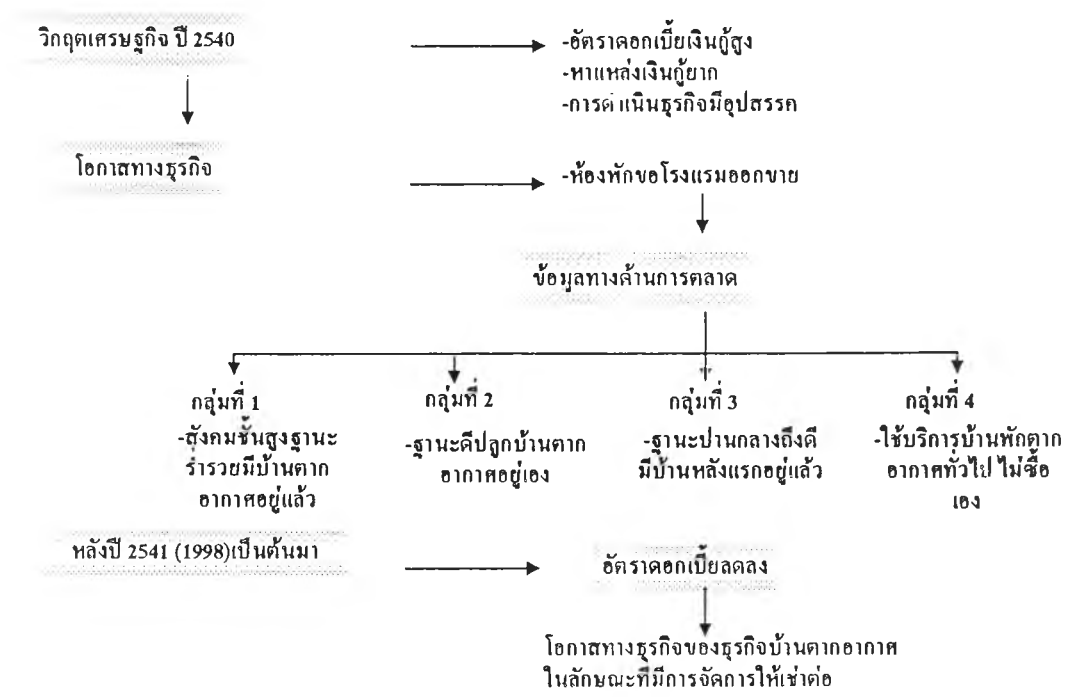 วิกฤตเศรษฐกิจ ปี 2540
-อัตราดอกเบี้ยเงินกู้สูง
-หาแหล่งเงินกู้ยาก
-การดำเนินธุรกิจมีอุปสรรค
โอกาสทางธุรกิจ
-ห้องพักขอโรงแรมออกขาย
ข้อมูลทางด้านการตลาด
กลุ่มที่ 1
-สังคมชั้นสูงฐานะ
ร่ำรวยมีบ้านตาก
อากาศอยู่แล้ว
กลุ่มที่ 2
-ฐานะดีปลูกบ้านตาก
อากาศอยู่เอง
กลุ่มที่ 3
-ฐานะปานกลางถึงดี
มีบ้านหลังแรกอยู่แล้ว
กลุ่มที่ 4
-ใช้บริการบ้านพักตาก
อากาศทั่วไป ไม่ซื้อ
เอง
หลังปี 2541 (1998)เป็นต้นมา
อัตราดอกเบี้ยลดลง
โอกาสทางธุรกิจของธุรกิจบ้านตากอากาศ
ในลักษณะที่มีการจัดการให้เช่าต่อ